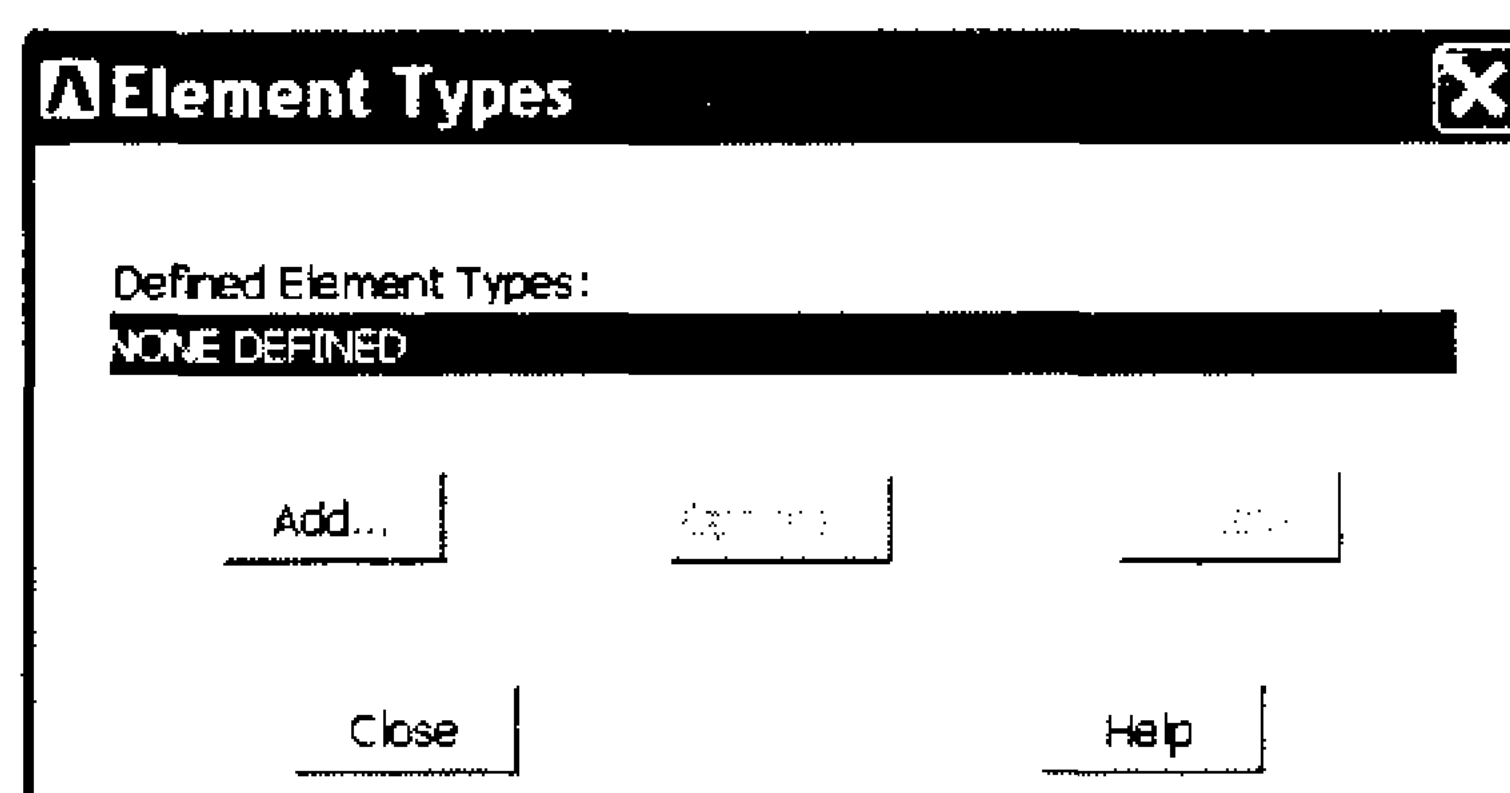 Element Types
Defined Element Types:
NONE DEFINED
Add...
Close Help